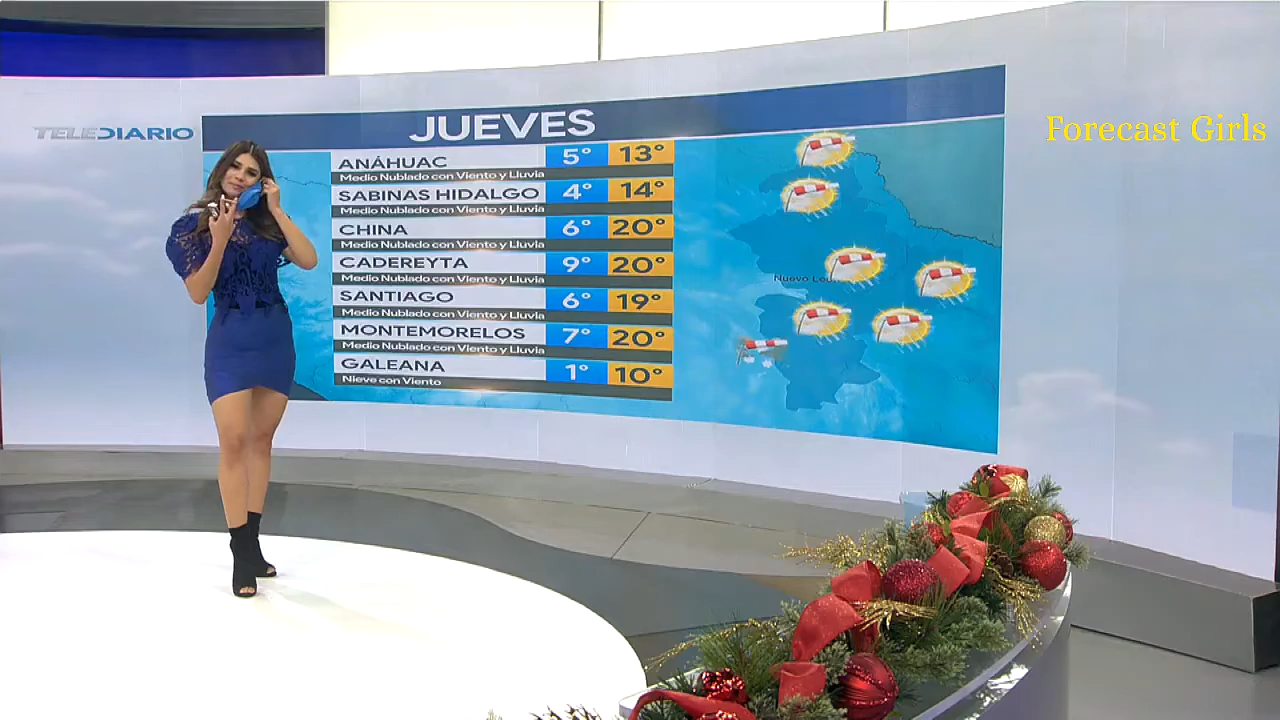 TELEDIARIO
Forecast Girls
JUEVES
ANÁHUAC 5° 13°
Medio Nublado con Viento y Lluvia
SABINAS HIDALGO 4° 14°
Medio Nublado con Viento y Lluvia
CHINA 6° 20°
Medio Nublado con Viento y Lluvia
CADEREYTA 9° 20°
Medio Nublado con Viento y Lluvia
SANTIAGO 6° 19°
Medio Nublado con Viento y Lluvia
MONTEMORELOS 7° 20°
Medio Nublado con Viento y Lluvia
GALEANA 1° 10°
Nieve con Viento
Nuevo